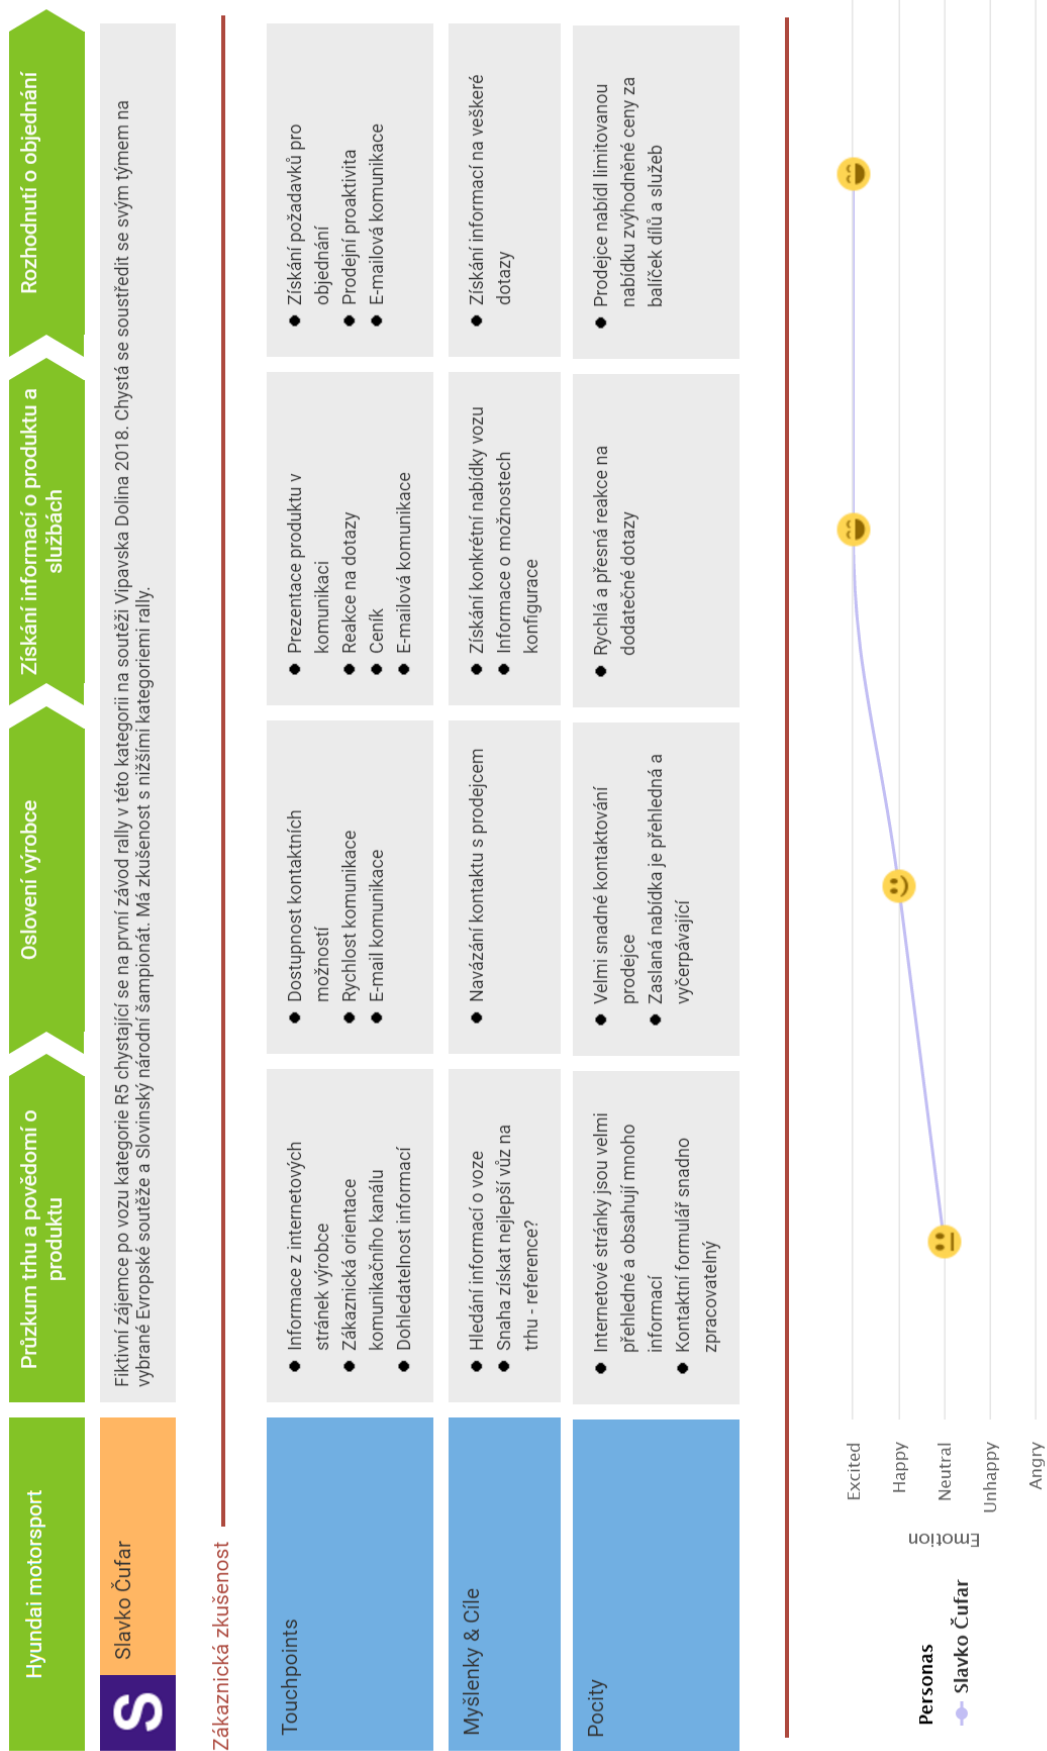 Hyundai motorsport
Průzkum trhu a povědomí o
produktu
Oslovení výrobce
Získání informací o produktu a
službách
Rozhodnutí o objednání
S
Slavko Čufar
Fiktivní zájemce po vozu kategorie R5 chystající se na první závod rally v této kategorii na soutěži Vipavska Dolina 2018. Chystá se soustředit se svým týmem na
vybrané Evropské soutěže a Slovinský národní šampionát. Má zkušenost s nižšími kategoriemi rally.
Zákaznická zkušenost
Touchpoints
● Informace z internetových
stránek výrobce
● Zákaznická orientace
komunikačního kanálu
● Dohledatelnost informací
● Dostupnost kontaktních
možností
● Rychlost komunikace
● E-mail komunikace
● Prezentace produktu v
komunikaci
● Reakce na dotazy
● Ceník
● E-mailová komunikace
● Získání požadavků pro
objednání
● Prodejní proaktivita
● E-mailová komunikace
Myšlenky & Cíle
● Hledání informací o voze
● Snaha získat nejlepší vůz na
trhu - reference?
● Navázání kontaktu s prodejcem
● Získání konkrétní nabídky vozu
● Informace o možnostech
konfigurace
● Získání informací na veškeré
dotazy
Pocity
● Internetové stránky jsou velmi
přehledné a obsahují mnoho
informací
● Kontaktní formulář snadno
zpracovatelný
● Velmi snadné kontaktování
prodejce
● Zaslaná nabídka je přehledná a
vyčerpávající
● Rychlá a přesná reakce na
dodatečné dotazy
● Prodejce nabídl limitovanou
nabídku zvýhodněné ceny za
balíček dílů a služeb
Personas
Slavko Čufar
Emotion
Excited
Happy
Neutral
Unhappy
Angry